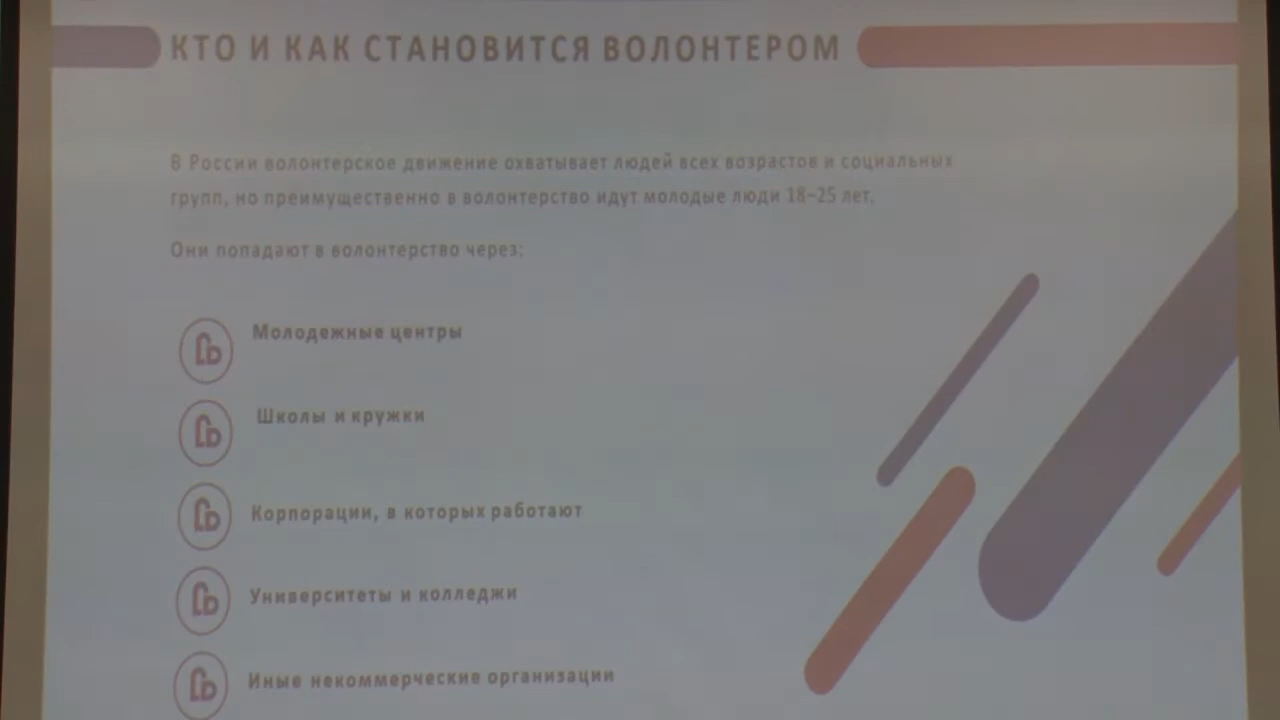 КТО И КАК СТАНОВИТСЯ ВОЛОНТЕРОМ
В России волонтерское движение охватывает людей всех возрастов и социальных
групп, но преимущественно в волонтерство идут молодые люди 18–25 лет.
Они попадают в волонтерство через:
Молодежные центры
Школы и кружки
Корпорации, в которых работают
Университеты и колледжи
Иные некоммерческие организации